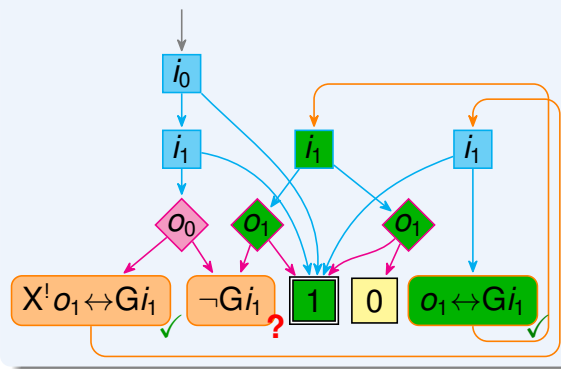 i₀
i₁ i₁ i₁
o₀ o₁ o₁
X!o₁↔Gi₁ ✓ ¬Gi₁ ? 1 0 o₁↔Gi₁ ✓